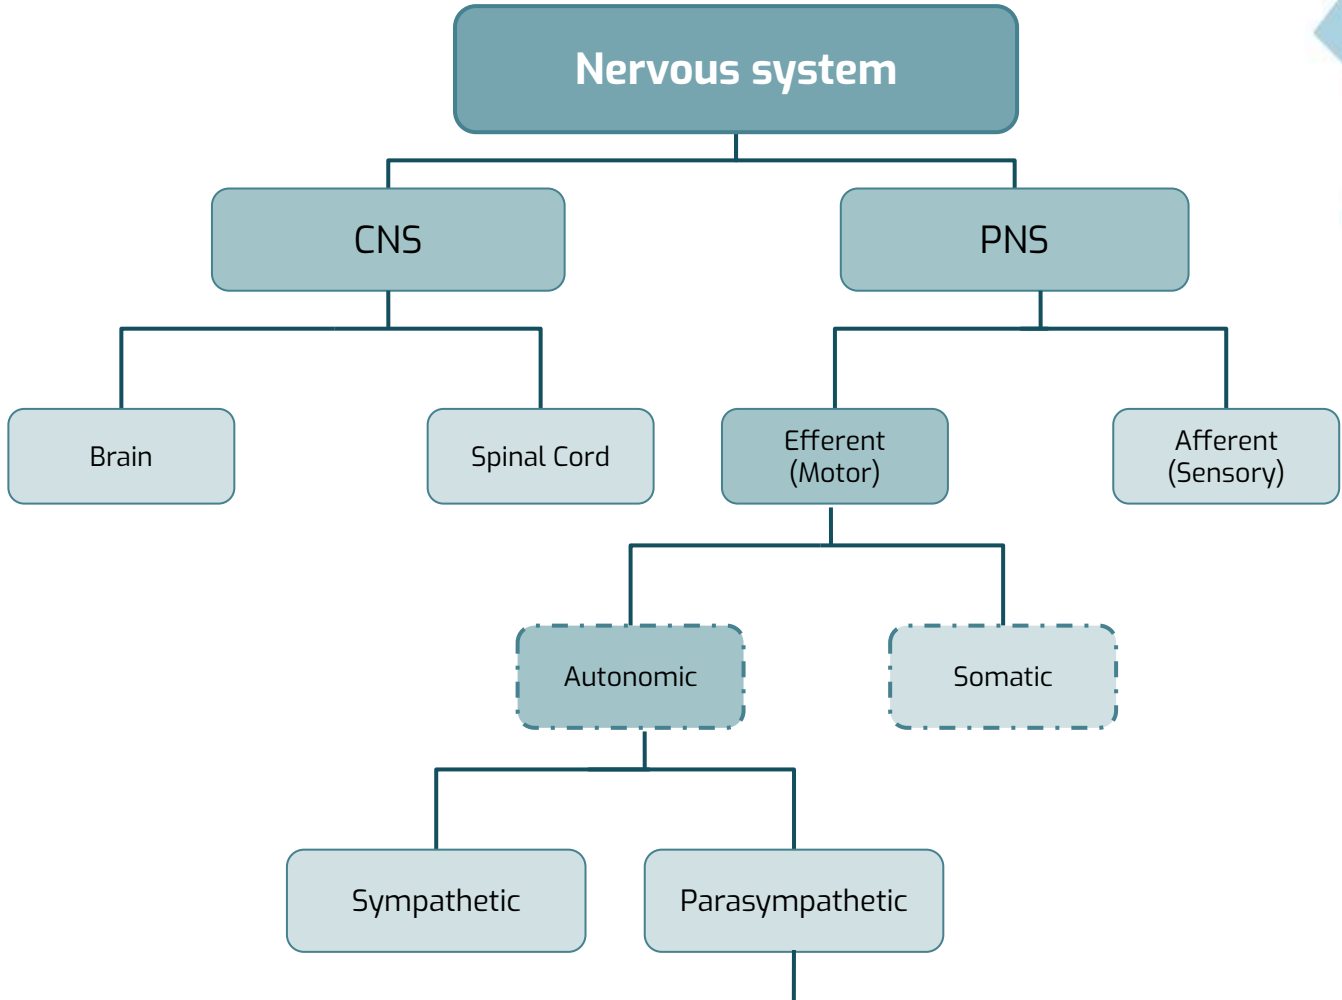 Nervous system
CNS
PNS
Brain
Spinal Cord
Efferent
(Motor)
Afferent
(Sensory)
Autonomic
Somatic
Sympathetic
Parasympathetic